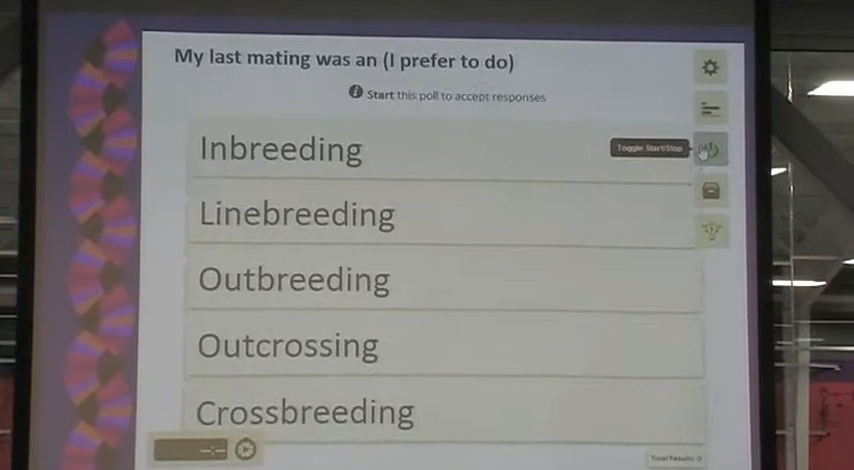 My last mating was an (I prefer to do)
Start this poll to accept responses
Inbreeding
Toggle Start/Stop
Linebreeding
Outbreeding
Outcrossing
Crossbreeding
Total Results: 0